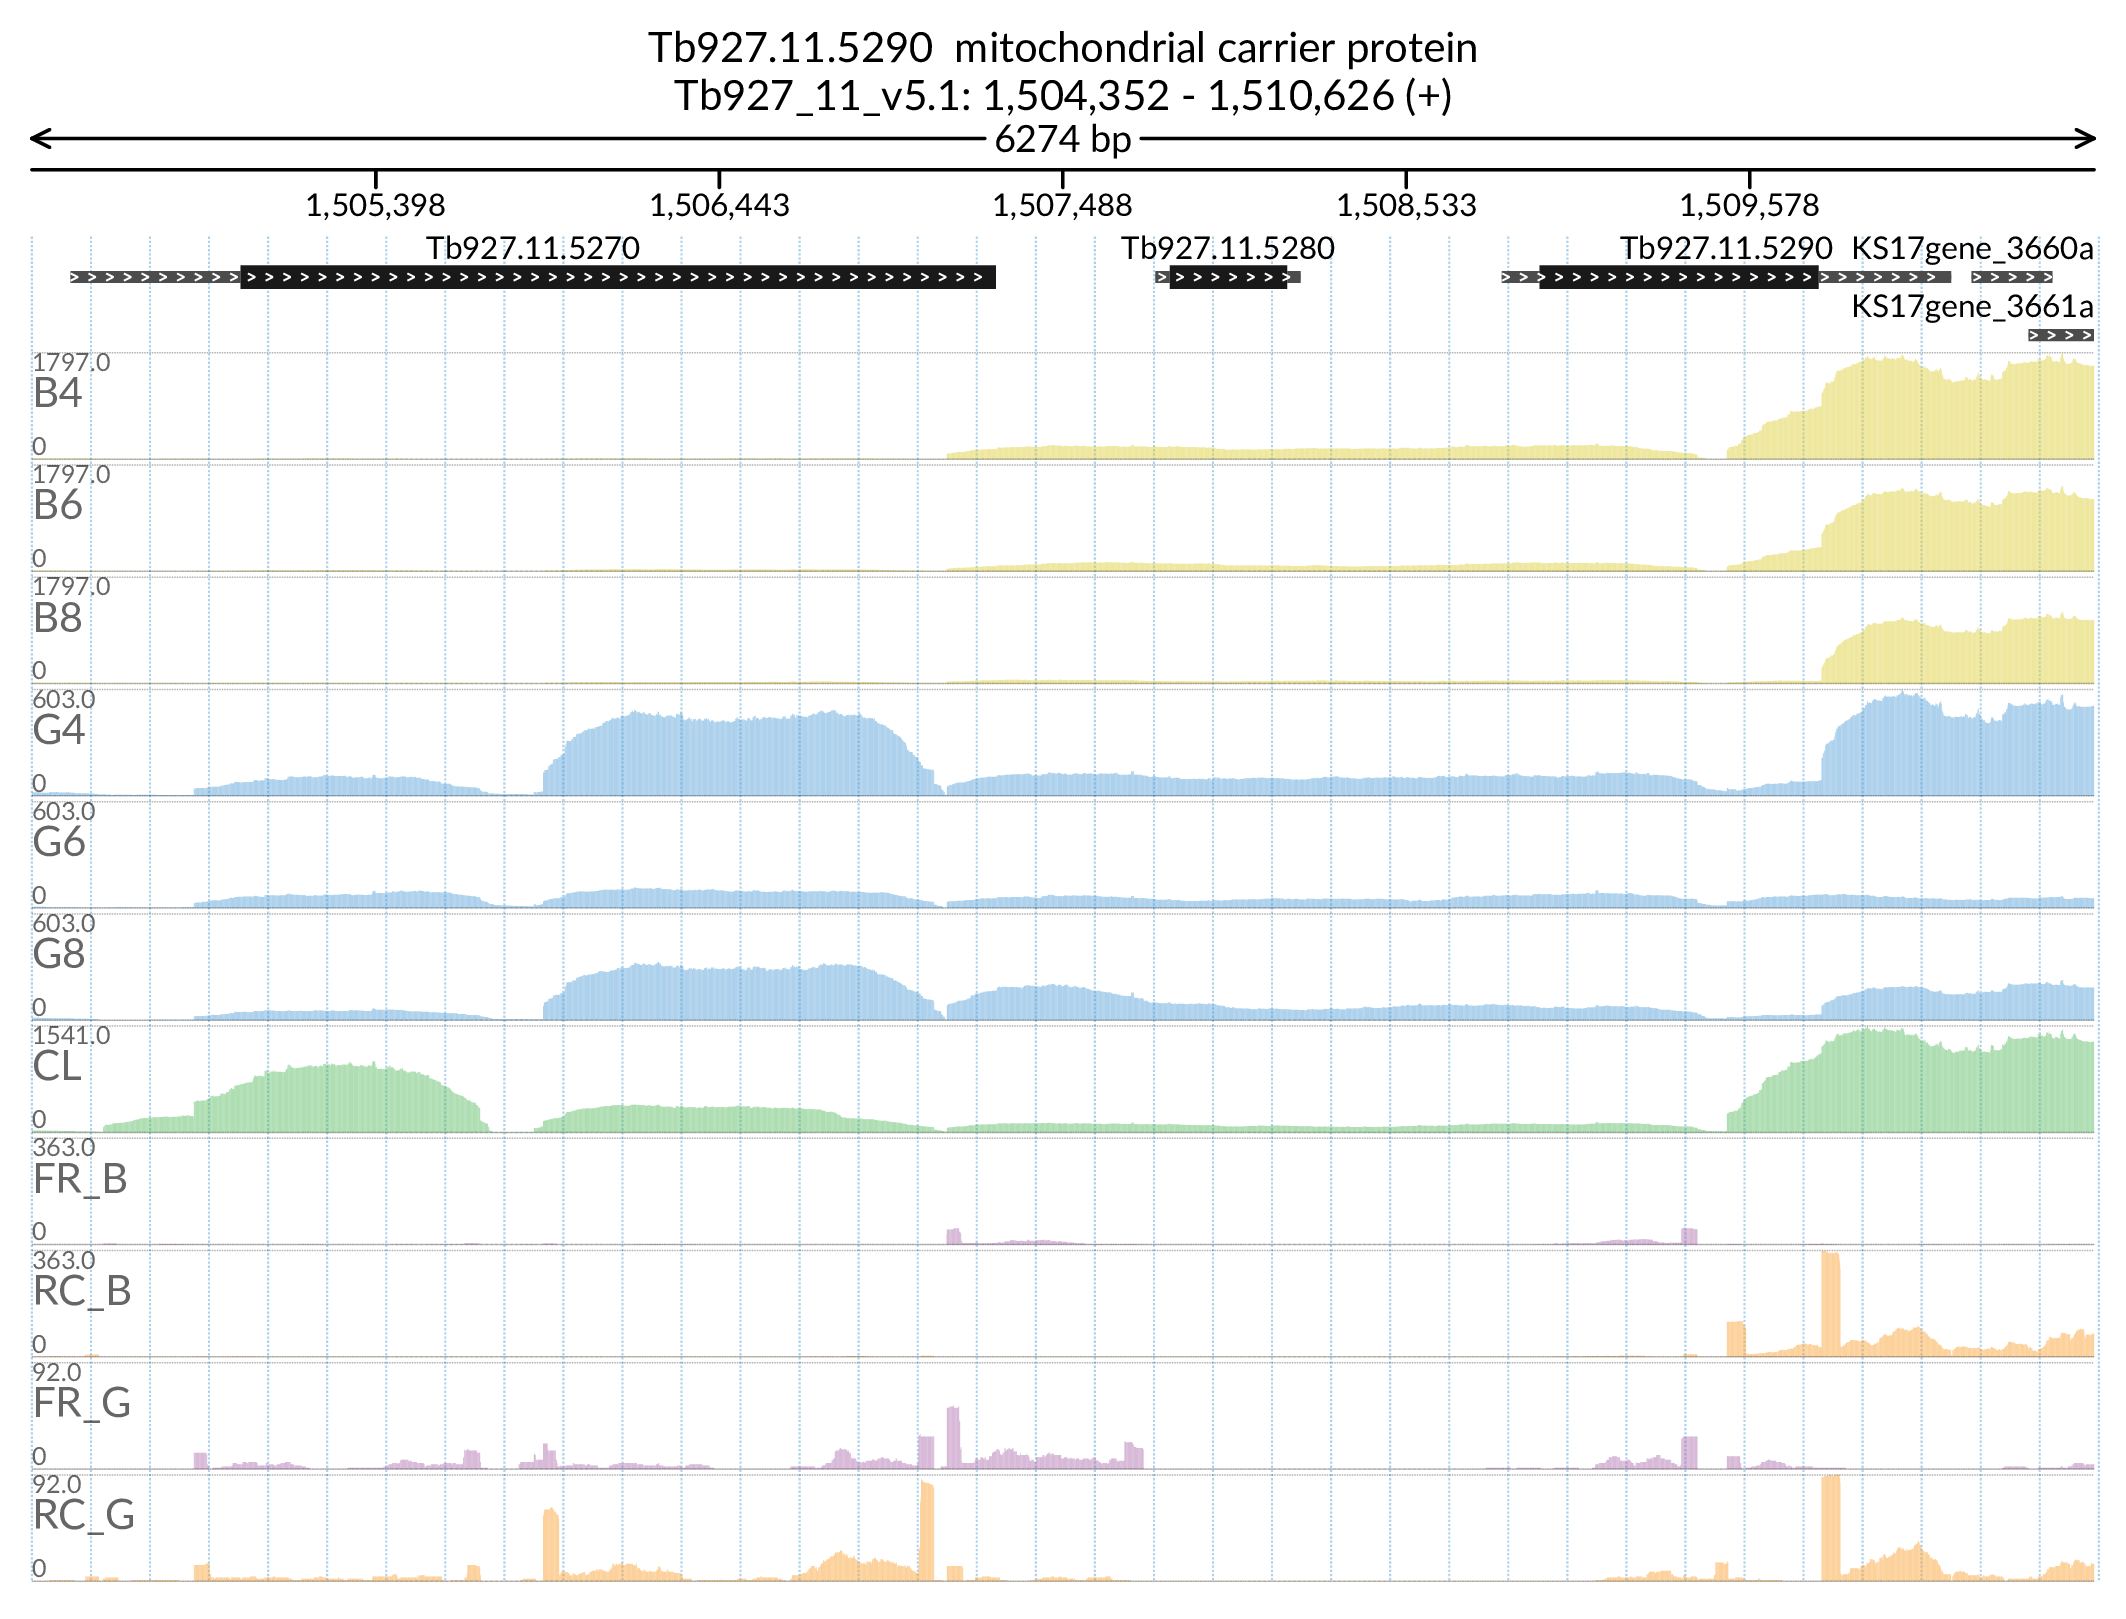 Tb927.11.5290  mitochondrial carrier protein
Tb927_11_v5.1: 1,504,352 - 1,510,626 (+)
6274 bp
1,505,398 1,506,443 1,507,488 1,508,533 1,509,578
Tb927.11.5270 Tb927.11.5280 Tb927.11.5290 KS17gene_3660a
KS17gene_3661a
1797.0
B4
0
1797.0
B6
0
1797.0
B8
0
603.0
G4
0
603.0
G6
0
603.0
G8
0
1541.0
CL
0
363.0
FR_B
0
363.0
RC_B
0
92.0
FR_G
0
92.0
RC_G
0